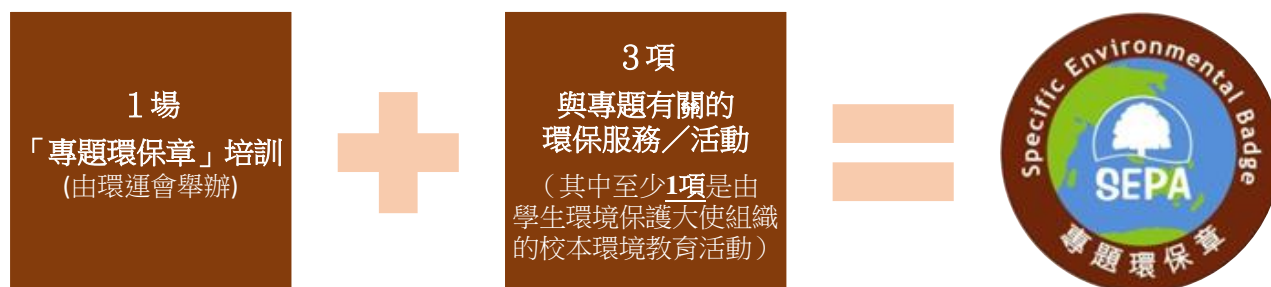 １場
「專題環保章」培訓
(由環運會舉辦)
３項
與專題有關的
環保服務／活動
（其中至少1項是由
學生環境保護大使組織
的校本環境教育活動）
Specific Environmental Badge
SEPA
專題環保章